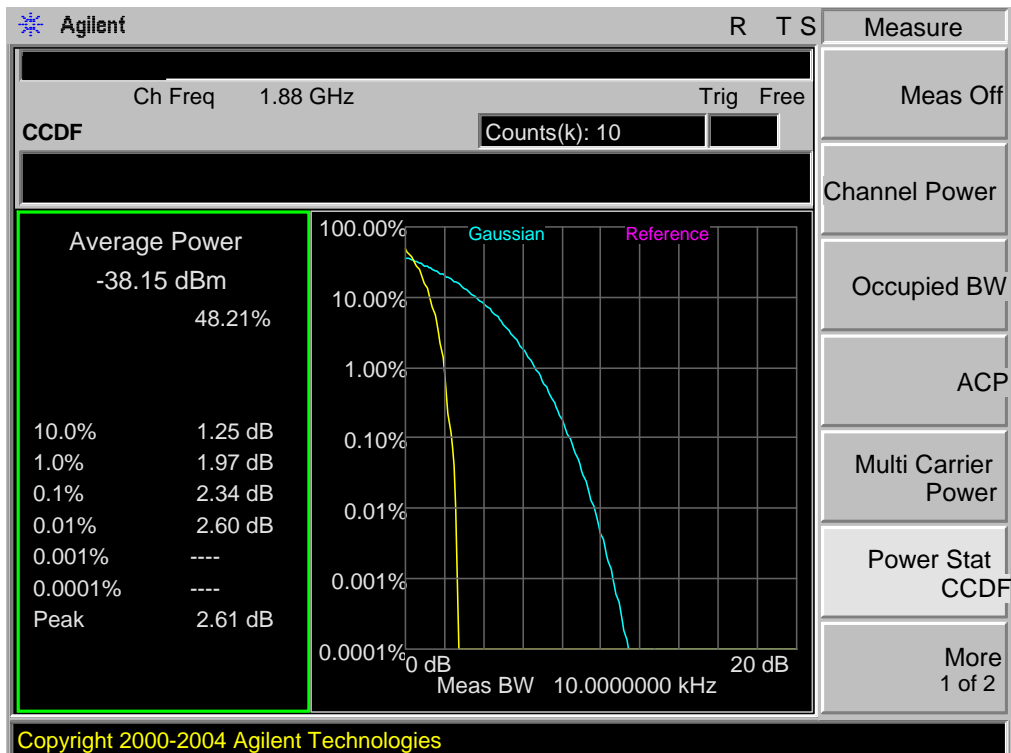 Agilent R T S
Measure
Ch Freq 1.88 GHz Trig Free
CCDF
Counts(k): 10
Average Power
-38.15 dBm
48.21%
10.0% 1.25 dB
1.0% 1.97 dB
0.1% 2.34 dB
0.01% 2.60 dB
0.001% ----
0.0001% ----
Peak 2.61 dB
Gaussian Reference
100.00%
10.00%
1.00%
0.10%
0.01%
0.001%
0.0001%
0 dB 20 dB
Meas BW 10.0000000 kHz
Meas Off
Channel Power
Occupied BW
ACP
Multi Carrier
Power
Power Stat
CCDF
More
1 of 2
Copyright 2000-2004 Agilent Technologies